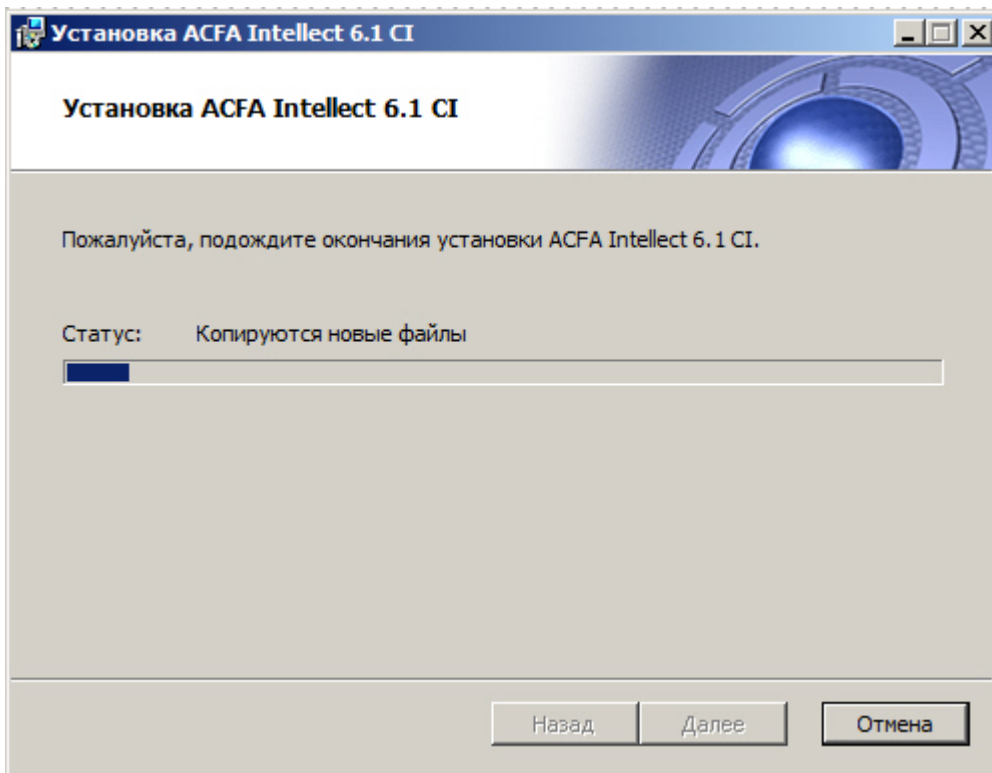 Установка ACFA Intellect 6.1 CI
Установка ACFA Intellect 6.1 CI
Пожалуйста, подождите окончания установки ACFA Intellect 6.1 CI.
Статус: Копируются новые файлы
Назад Далее Отмена